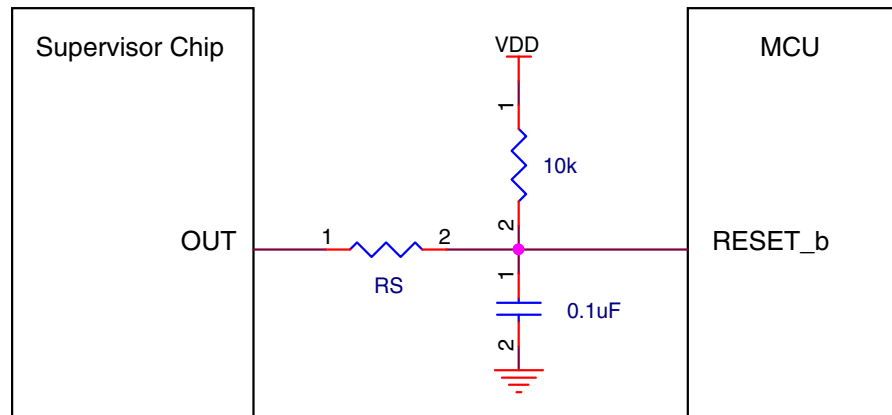 Supervisor Chip
VDD
MCU
1
10k
2
OUT
1
2
RESET_b
RS
1
0.1uF
2